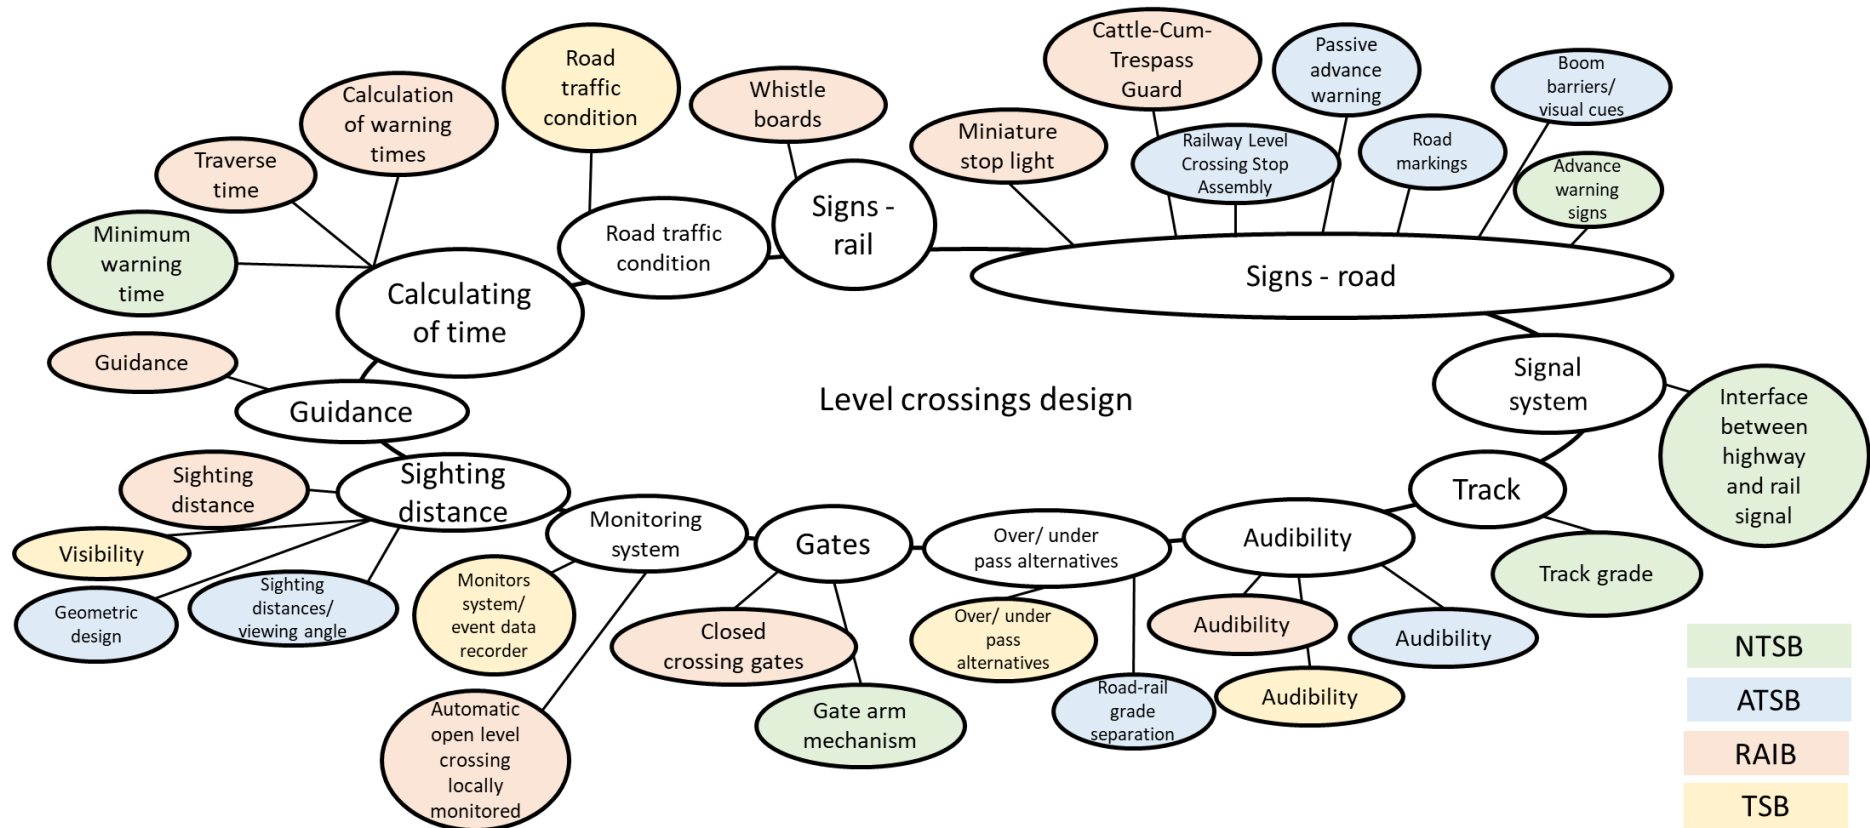 Road
traffic
condition
Calculation
of warning
times
Traverse
time
Minimum
warning
time
Calculating
of time
Road traffic
condition
Whistle
boards
Signs -
rail
Miniature
stop light
Cattle-Cum-
Trespass
Guard
Railway Level
Crossing Stop
Assembly
Passive
advance
warning
Road
markings
Boom
barriers/
visual cues
Advance
warning
signs
Signs - road
Guidance
Guidance
Level crossings design
Signal
system
Interface
between
highway
and rail
signal
Track
Track grade
Sighting
distance
Sighting
distance
Visibility
Geometric
design
Sighting
distances/
viewing angle
Monitoring
system
Monitors
system/
event data
recorder
Automatic
open level
crossing
locally
monitored
Gates
Closed
crossing gates
Gate arm
mechanism
Over/ under
pass alternatives
Over/ under
pass
alternatives
Road-rail
grade
separation
Audibility
Audibility
Audibility
Audibility
NTSB
ATSB
RAIB
TSB